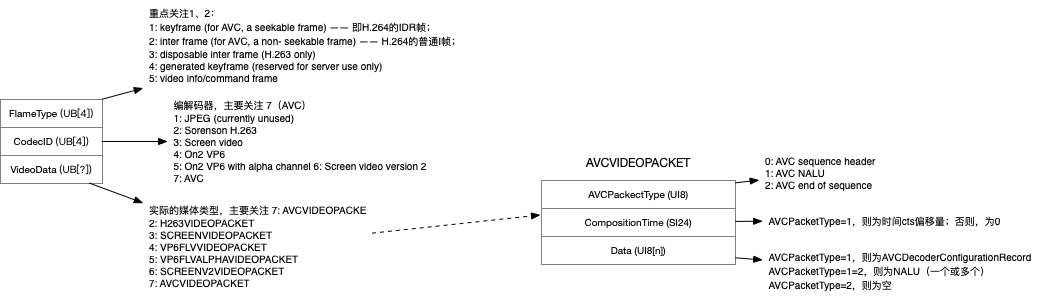 重点关注1、2：
1: keyframe (for AVC, a seekable frame) —— 即H.264的IDR帧；
2: inter frame (for AVC, a non- seekable frame) —— H.264的普通I帧；
3: disposable inter frame (H.263 only)
4: generated keyframe (reserved for server use only)
5: video info/command frame
FlameType (UB[4])
CodecID (UB[4])
VideoData (UB[?])
编解码器，主要关注 7（AVC）
1: JPEG (currently unused)
2: Sorenson H.263
3: Screen video
4: On2 VP6
5: On2 VP6 with alpha channel 6: Screen video version 2
7: AVC
实际的媒体类型，主要关注 7: AVCVIDEOPACKE
2: H263VIDEOPACKET
3: SCREENVIDEOPACKET
4: VP6FLVVIDEOPACKET
5: VP6FLVALPHAVIDEOPACKET
6: SCREENV2VIDEOPACKET
7: AVCVIDEOPACKET
AVCVIDEOPACKET
AVCPackectType (UI8)
CompositionTime (SI24)
Data (UI8[n])
0: AVC sequence header
1: AVC NALU
2: AVC end of sequence
AVCPacketType=1，则为时间cts偏移量；否则，为0
AVCPacketType=1，则为AVCDecoderConfigurationRecord
AVCPacketType=1=2，则为NALU（一个或多个）
AVCPacketType=2，则为空